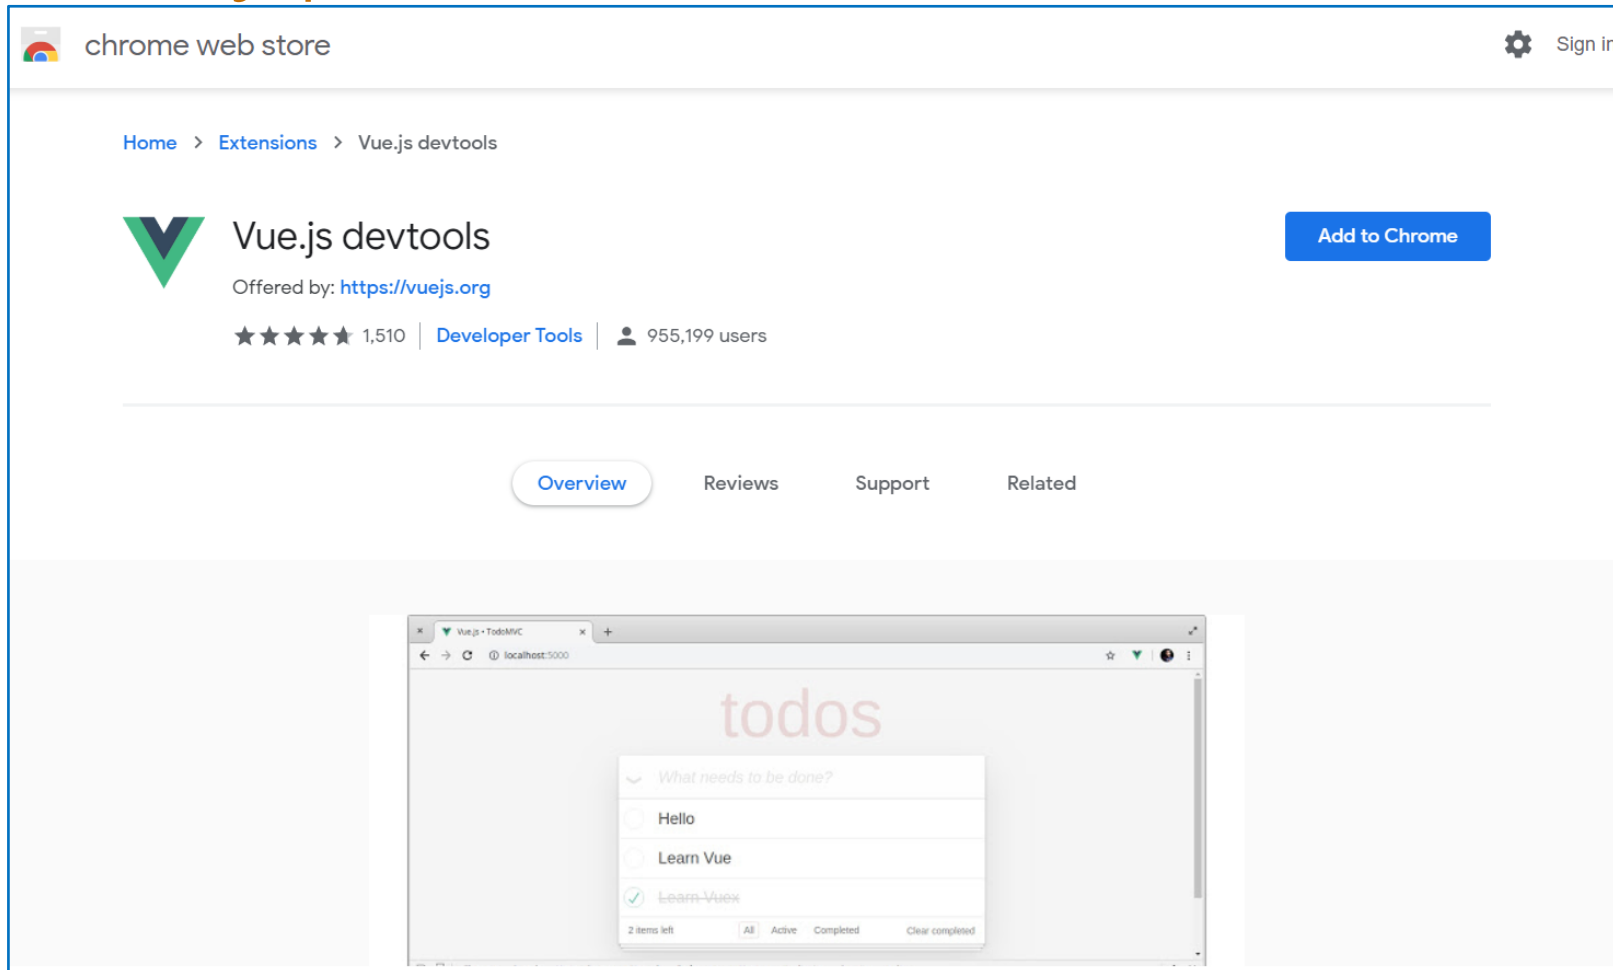 chrome web store
Sign in
Home > Extensions > Vue.js devtools
Vue.js devtools
Add to Chrome
Offered by: https://vuejs.org
1,510 | Developer Tools | 955,199 users
Overview Reviews Support Related
Vue.js • TodoMVC
localhost:5000
todos
What needs to be done?
Hello
Learn Vue
Learn Vuex
2 items left All Active Completed Clear completed